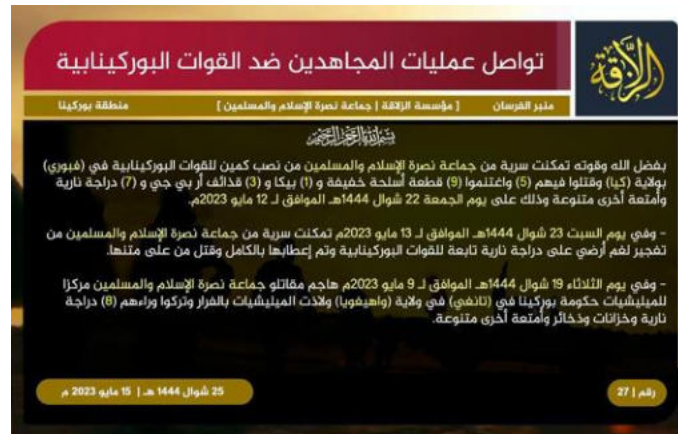 الزلاقة
تواصل عمليات المجاهدين ضد القوات البوركينابية
منبر الفرسان
[ مؤسسة الزلاقة | جماعة نصرة الإسلام والمسلمين ]
منطقة بوركينا
بسم الله الرحمن الرحيم
بفضل الله وقوته تمكنت سرية من جماعة نصرة الإسلام والمسلمين من نصب كمين للقوات البوركينابية في (فبوري)
بولاية (كيا) وقتلوا فيهم (5) واغتنموا (9) قطعة أسلحة خفيفة و (1) بيكا و (3) قذائف أر بي جي و (7) دراجة نارية
وأمتعة أخرى متنوعة وذلك على يوم الجمعة 22 شوال 1444هـ الموافق لـ 12 مايو 2023م.
- وفي يوم السبت 23 شوال 1444هـ الموافق لـ 13 مايو 2023م تمكنت سرية من جماعة نصرة الإسلام والمسلمين من
تفجير لغم أرضي على دراجة نارية تابعة للقوات البوركينابية وتم إعطابها بالكامل وقتل من على متنها.
- وفي يوم الثلاثاء 19 شوال 1444هـ الموافق لـ 9 مايو 2023م هاجم مقاتلو جماعة نصرة الإسلام والمسلمين مركزا
للميليشيات حكومة بوركينا في (تانغي) في ولاية (واهيغويا) ولاذت الميليشيات بالفرار وتركوا وراءهم (8) دراجة
نارية وخزانات وذخائر وأمتعة أخرى متنوعة.
رقم | 27
25 شوال 1444 هـ | 15 مايو 2023 م